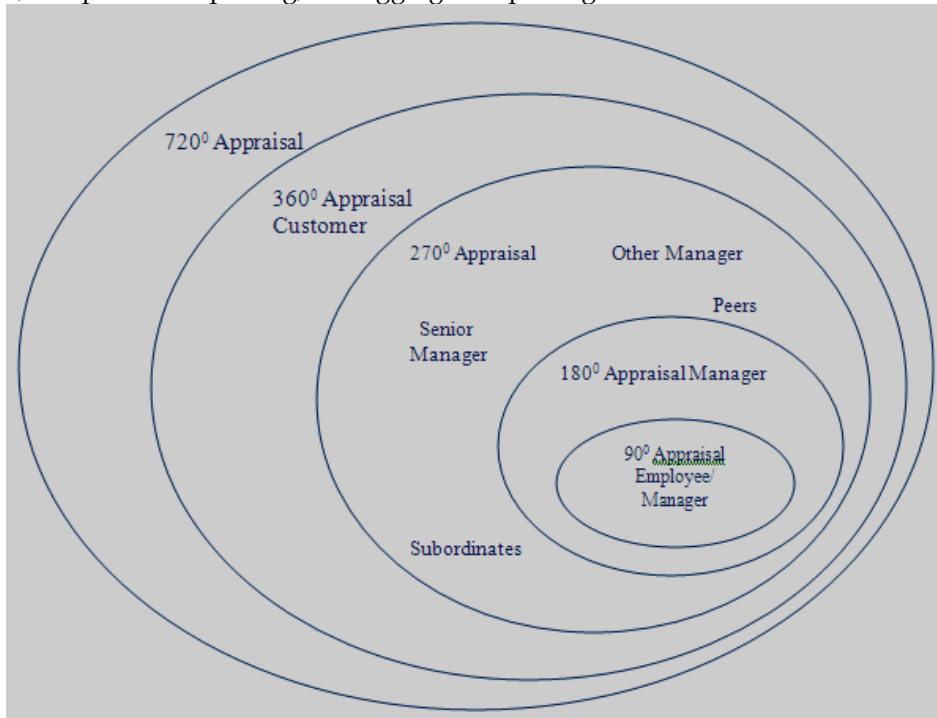 720⁰ Appraisal
360⁰ Appraisal
Customer
270⁰ Appraisal
Other Manager
Peers
Senior
Manager
180⁰ Appraisal Manager
90⁰ Appraisal
Employee/
Manager
Subordinates